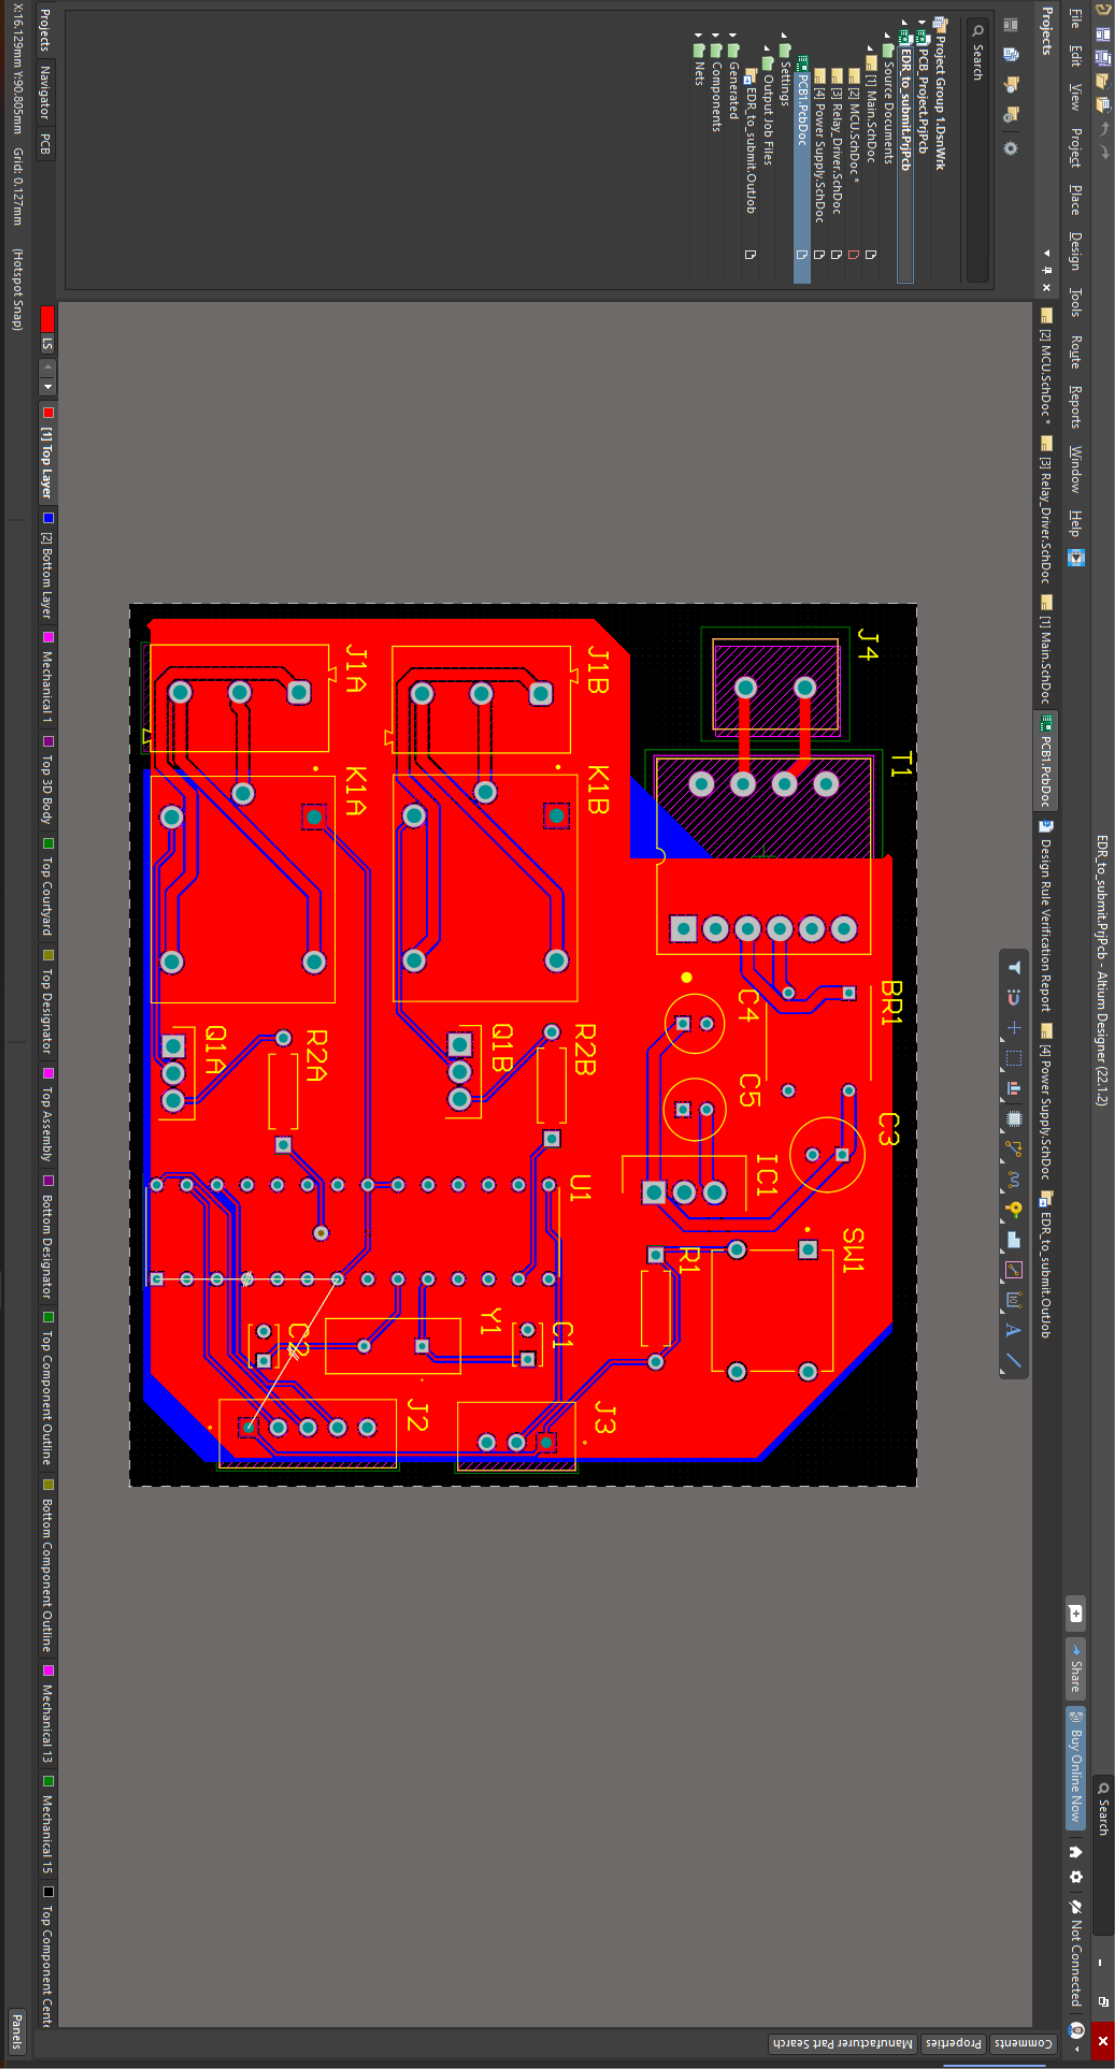 EDR_to_submit.PrjPcb - Altium Designer (22.1.2)
Search
File Edit View Project Place Design Tools Route Reports Window Help
Share
Buy Online Now
Not Connected
Projects
[2] MCU.SchDoc *
[3] Relay_Driver.SchDoc
[1] Main.SchDoc
PCB1.PcbDoc
Design Rule Verification Report
[4] Power Supply.SchDoc
EDR_to_submit.OutJob
Search
Project Group 1.DsnWrk
PCB_Project.PrjPcb
EDR_to_submit.PrjPcb
Source Documents
[1] Main.SchDoc
[2] MCU.SchDoc *
[3] Relay_Driver.SchDoc
[4] Power Supply.SchDoc
PCB1.PcbDoc
Settings
Output Job Files
EDR_to_submit.OutJob
Generated
Components
Nets
J4
T1
BR1
C3
SW1
C4
C5
IC1
R1
J1B
K1B
Q1B
R2B
U1
Y1
C1
J3
J1A
K1A
Q1A
R2A
C2
J2
Comments
Properties
Manufacturer Part Search
Projects Navigator PCB
LS
[1] Top Layer
[2] Bottom Layer
Mechanical 1
Top 3D Body
Top Courtyard
Top Designator
Top Assembly
Bottom Designator
Top Component Outline
Bottom Component Outline
Mechanical 13
Mechanical 15
Top Component Cent
X:16.129mm Y:90.805mm Grid: 0.127mm (Hotspot Snap)
Panels